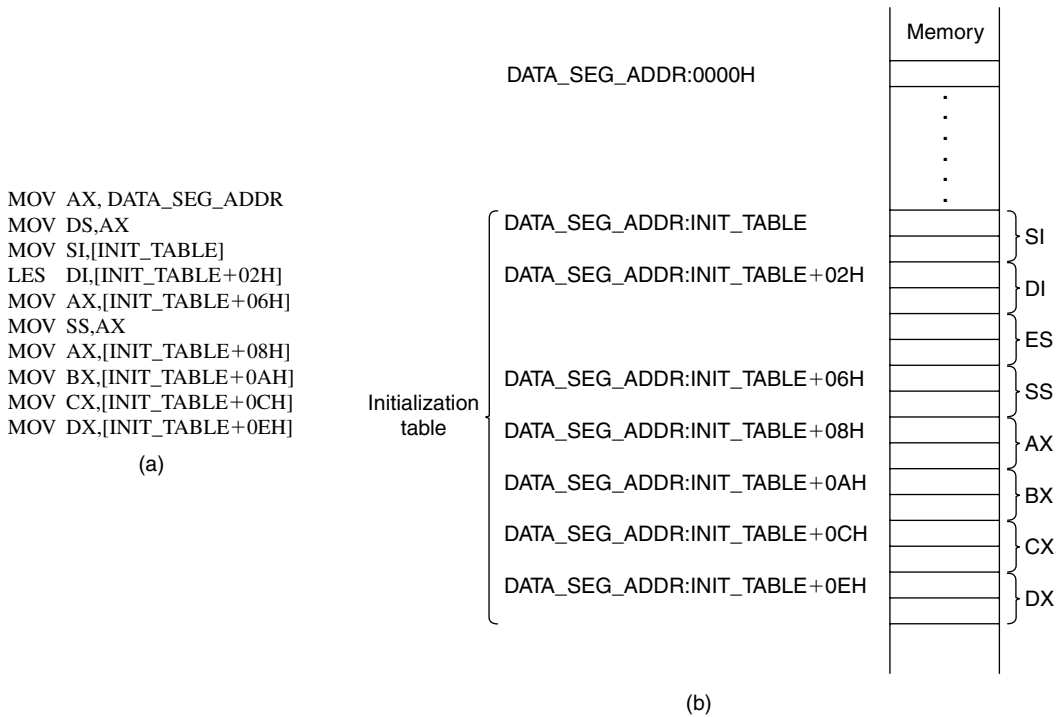 Memory
DATA_SEG_ADDR:0000H
MOV AX, DATA_SEG_ADDR
MOV DS,AX
MOV SI,[INIT_TABLE]
LES DI,[INIT_TABLE+02H]
MOV AX,[INIT_TABLE+06H]
MOV SS,AX
MOV AX,[INIT_TABLE+08H]
MOV BX,[INIT_TABLE+0AH]
MOV CX,[INIT_TABLE+0CH]
MOV DX,[INIT_TABLE+0EH]
(a)
Initialization
table
DATA_SEG_ADDR:INIT_TABLE
SI
DATA_SEG_ADDR:INIT_TABLE+02H
DI
ES
DATA_SEG_ADDR:INIT_TABLE+06H
SS
DATA_SEG_ADDR:INIT_TABLE+08H
AX
DATA_SEG_ADDR:INIT_TABLE+0AH
BX
DATA_SEG_ADDR:INIT_TABLE+0CH
CX
DATA_SEG_ADDR:INIT_TABLE+0EH
DX
(b)